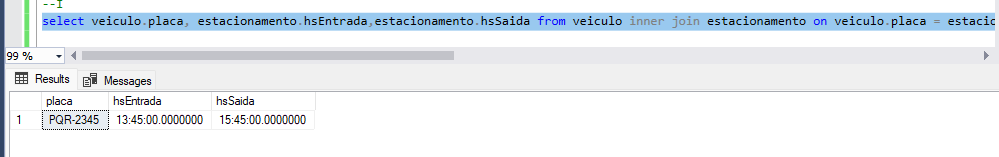 --I
select veiculo.placa, estacionamento.hsEntrada,estacionamento.hsSaida from veiculo inner join estacionamento on veiculo.placa = estacio
99 %
Results Messages
placa hsEntrada hsSaida
1 PQR-2345 13:45:00.0000000 15:45:00.0000000